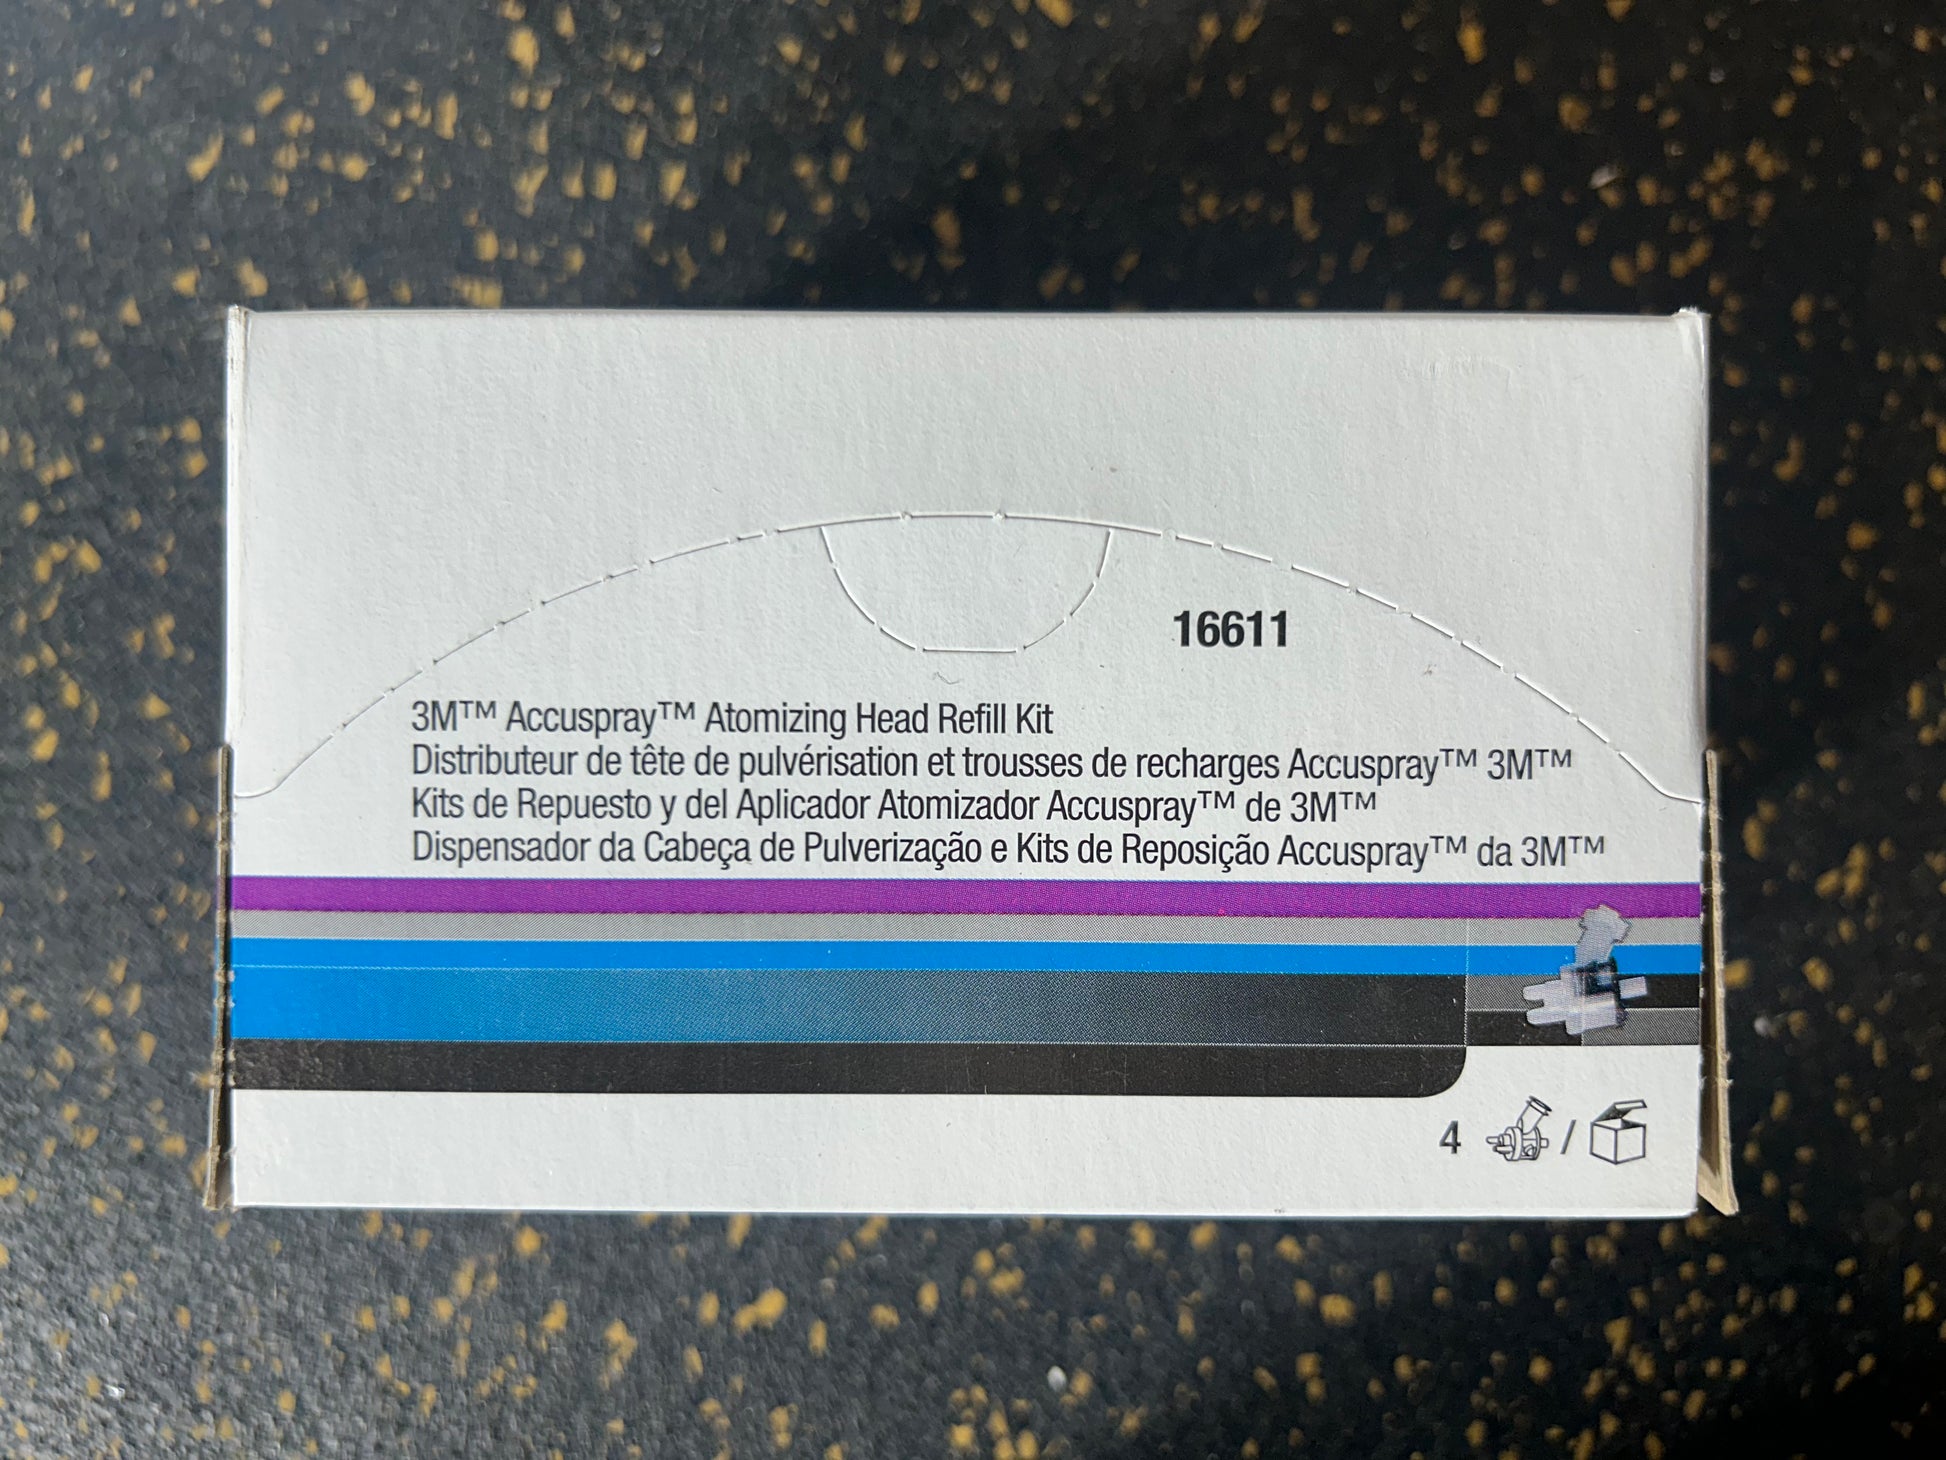 16611
3M™ Accuspray™ Atomizing Head Refill Kit
Distributeur de tête de pulvérisation et trousses de recharges Accuspray™ 3M™
Kits de Repuesto y del Aplicador Atomizador Accuspray™ de 3M™
Dispensador da Cabeça de Pulverização e Kits de Reposição Accuspray™ da 3M™
4 /